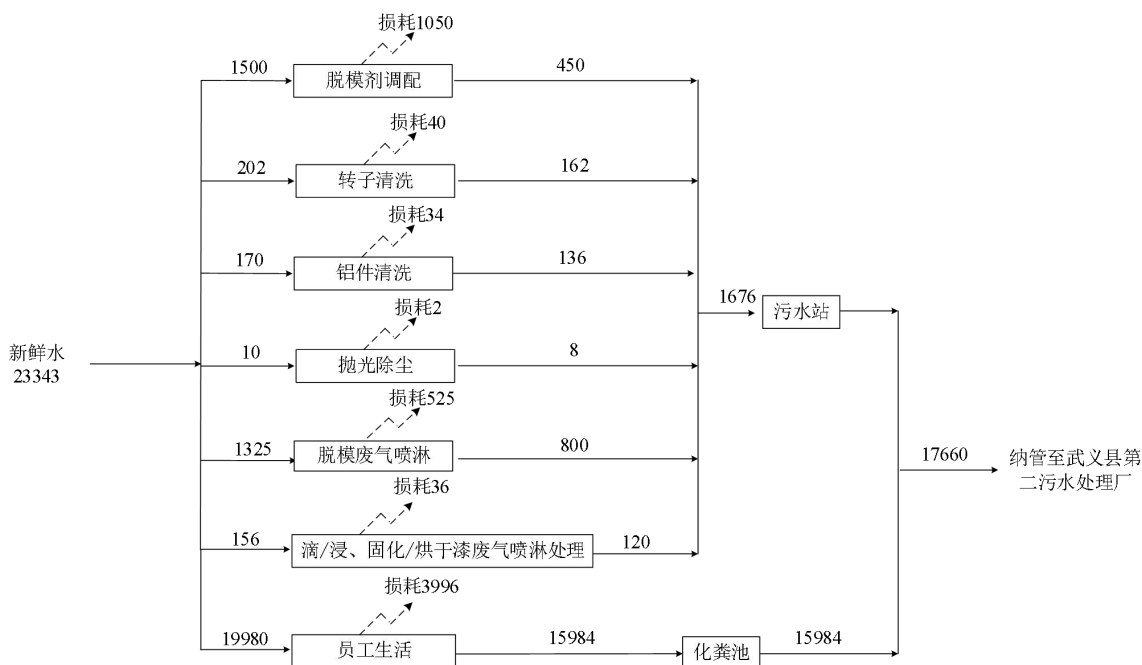 损耗1050
1500
脱模剂调配
450
损耗40
202
转子清洗
162
损耗34
170
铝件清洗
136
1676
污水站
损耗2
新鲜水
23343
10
抛光除尘
8
损耗525
1325
脱模废气喷淋
800
17660
纳管至武义县第
二污水处理厂
损耗36
156
滴/浸、固化/烘干漆废气喷淋处理
120
损耗3996
19980
员工生活
15984
化粪池
15984